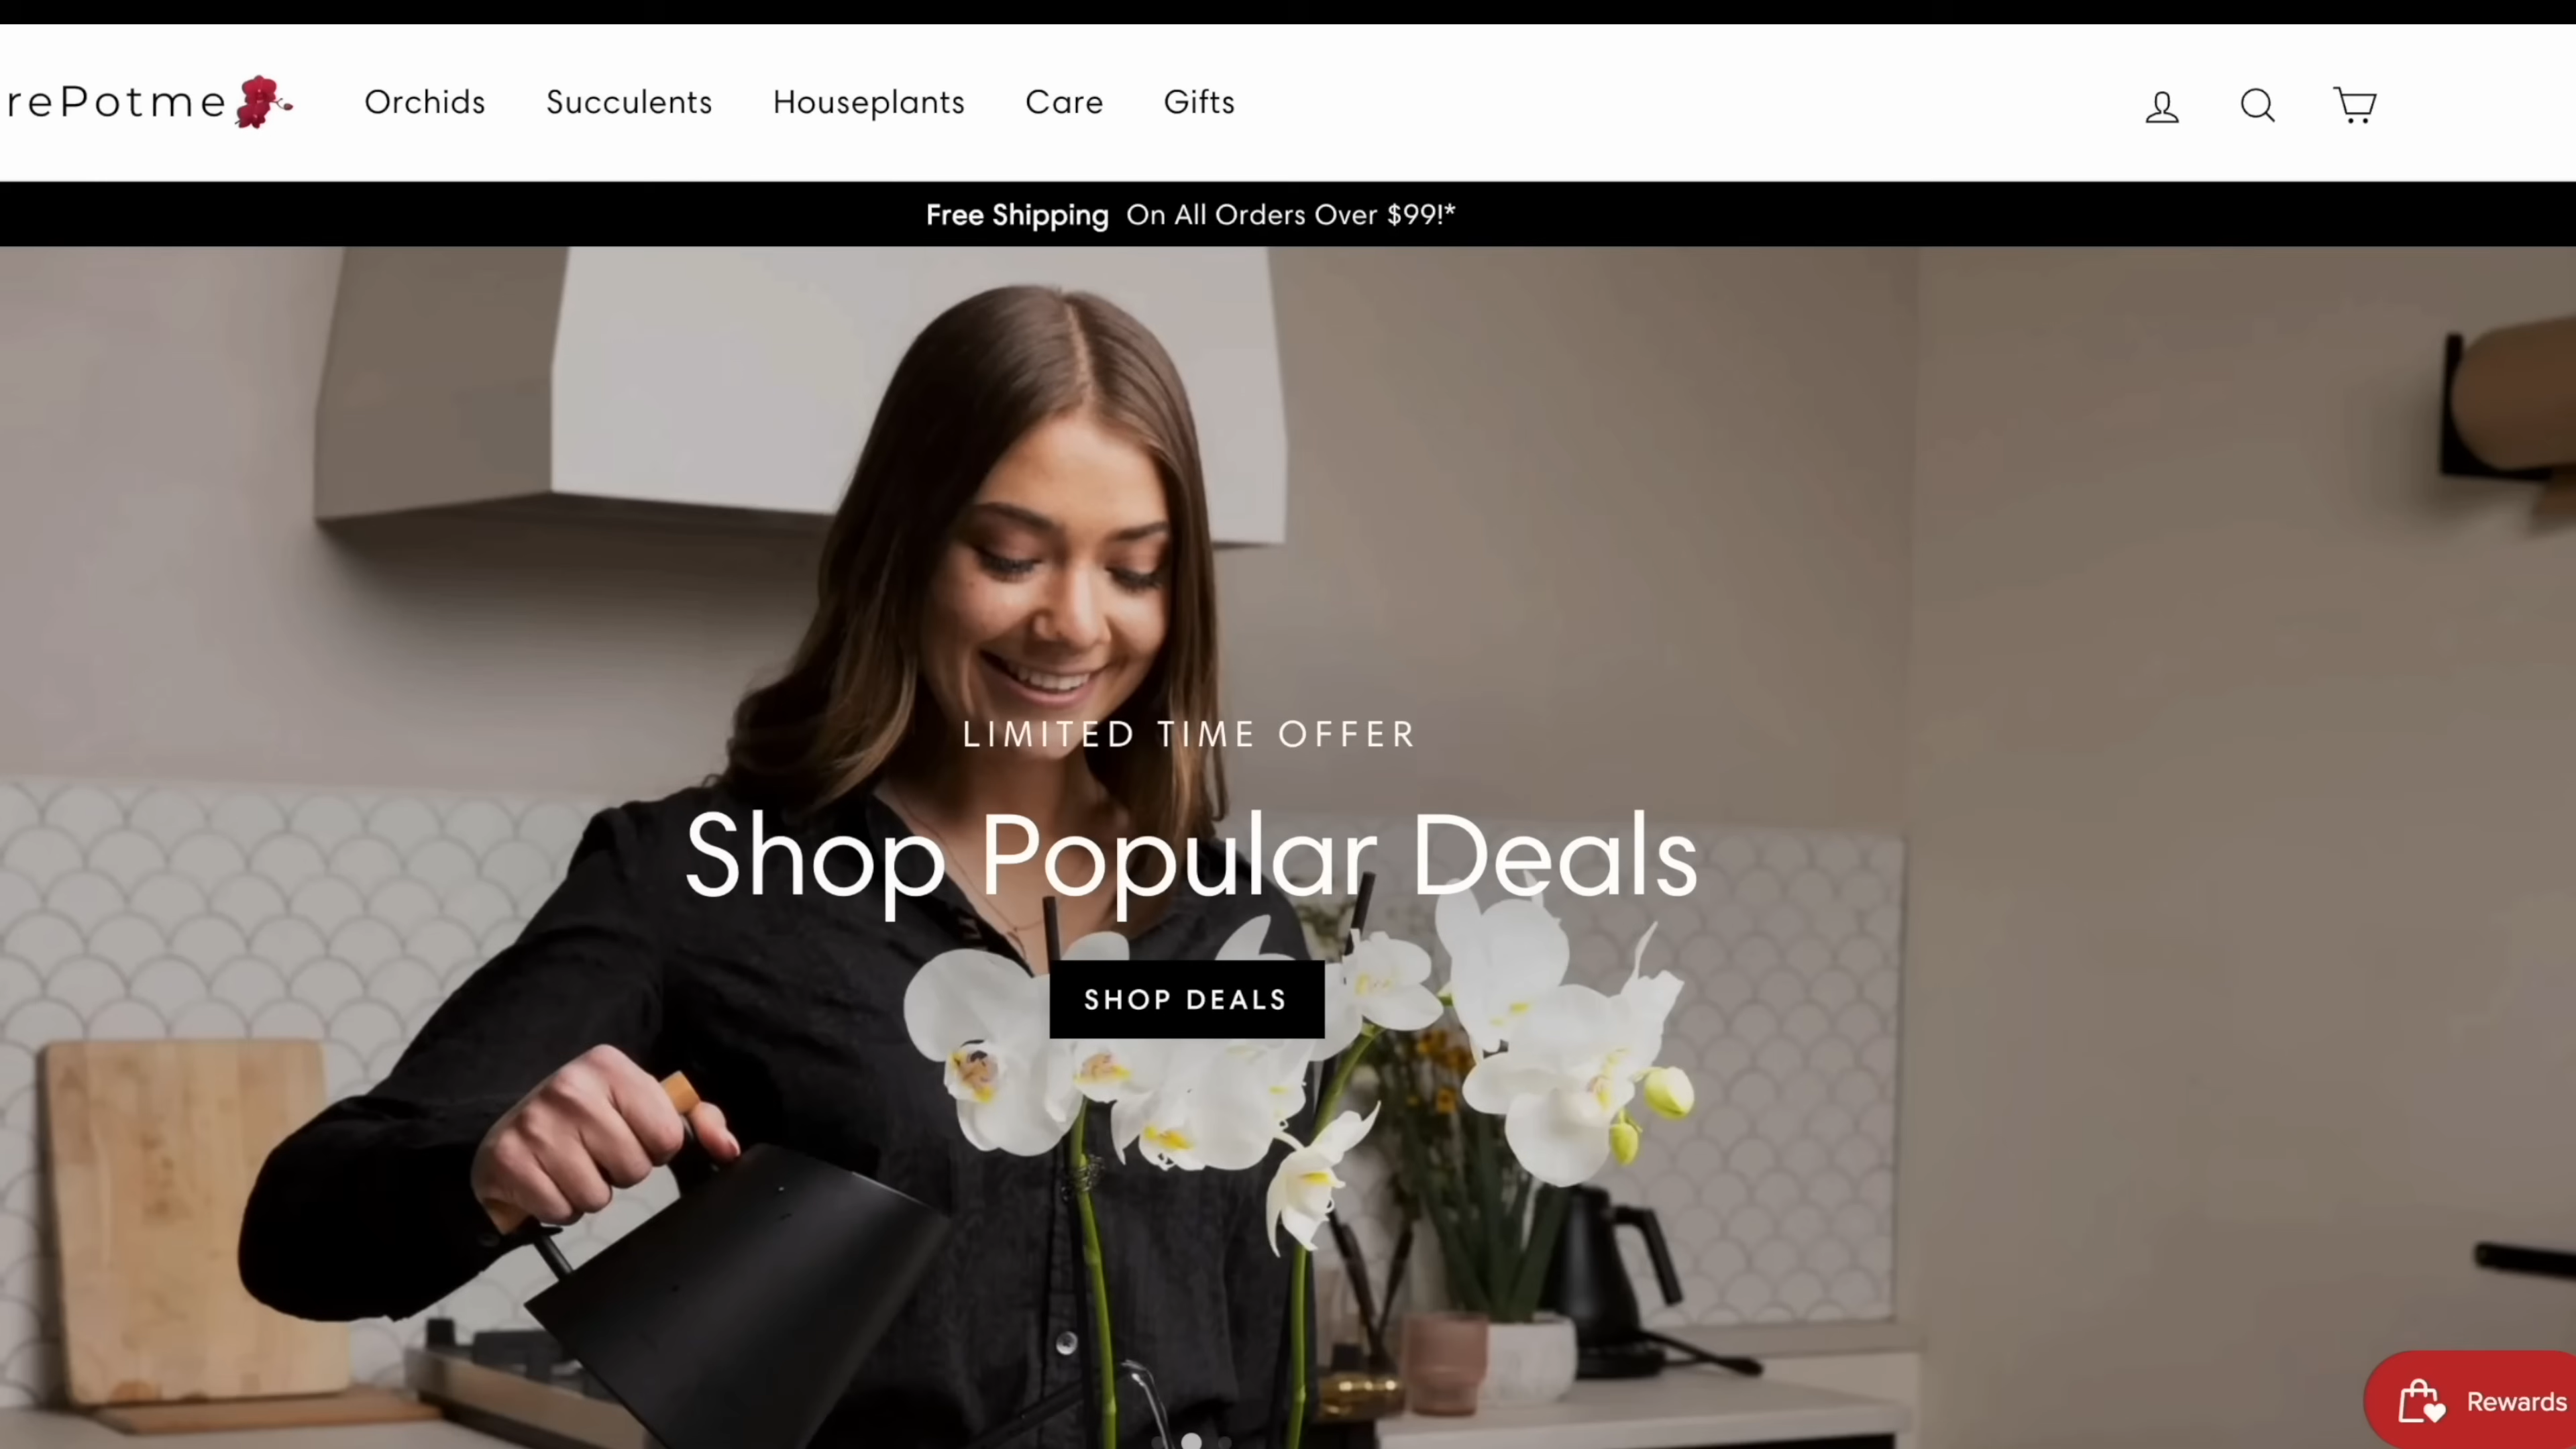 rePotme
Orchids
Succulents
Houseplants
Care
Gifts
Free Shipping On All Orders Over $99!*
LIMITED TIME OFFER
Shop Popular Deals
SHOP DEALS
Rewards